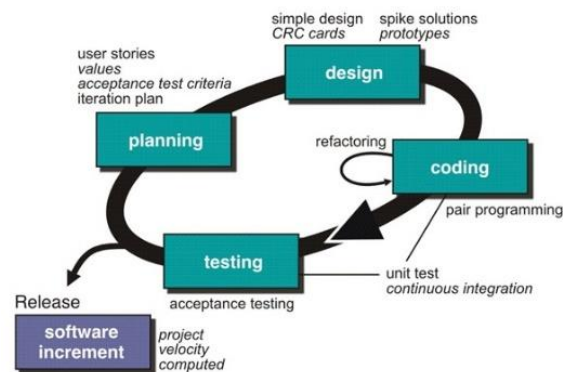 simple design
CRC cards
spike solutions
prototypes
design
user stories
values
acceptance test criteria
iteration plan
planning
refactoring
coding
pair programming
testing
acceptance testing
unit test
continuous integration
Release
software
increment
project
velocity
computed